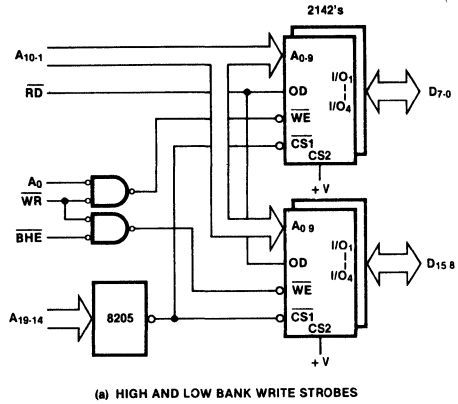 2142's
A10-1
A0-9
I/O1
I/O4
D7-0
RD
OD
WE
CS1
CS2
+ V
A0
WR
BHE
A0 9
I/O1
I/O4
D15 8
OD
WE
A19-14
8205
CS1
CS2
+ V
(a) HIGH AND LOW BANK WRITE STROBES